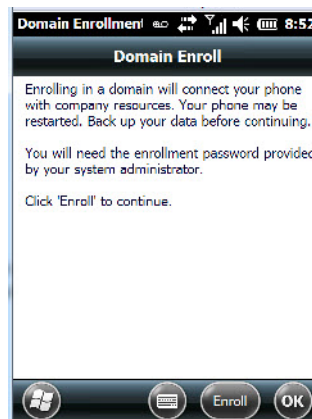 Domain Enrollment 8:52
Domain Enroll
Enrolling in a domain will connect your phone
with company resources. Your phone may be
restarted. Back up your data before continuing.
You will need the enrollment password provided
by your system administrator.
Click 'Enroll' to continue.
Enroll OK